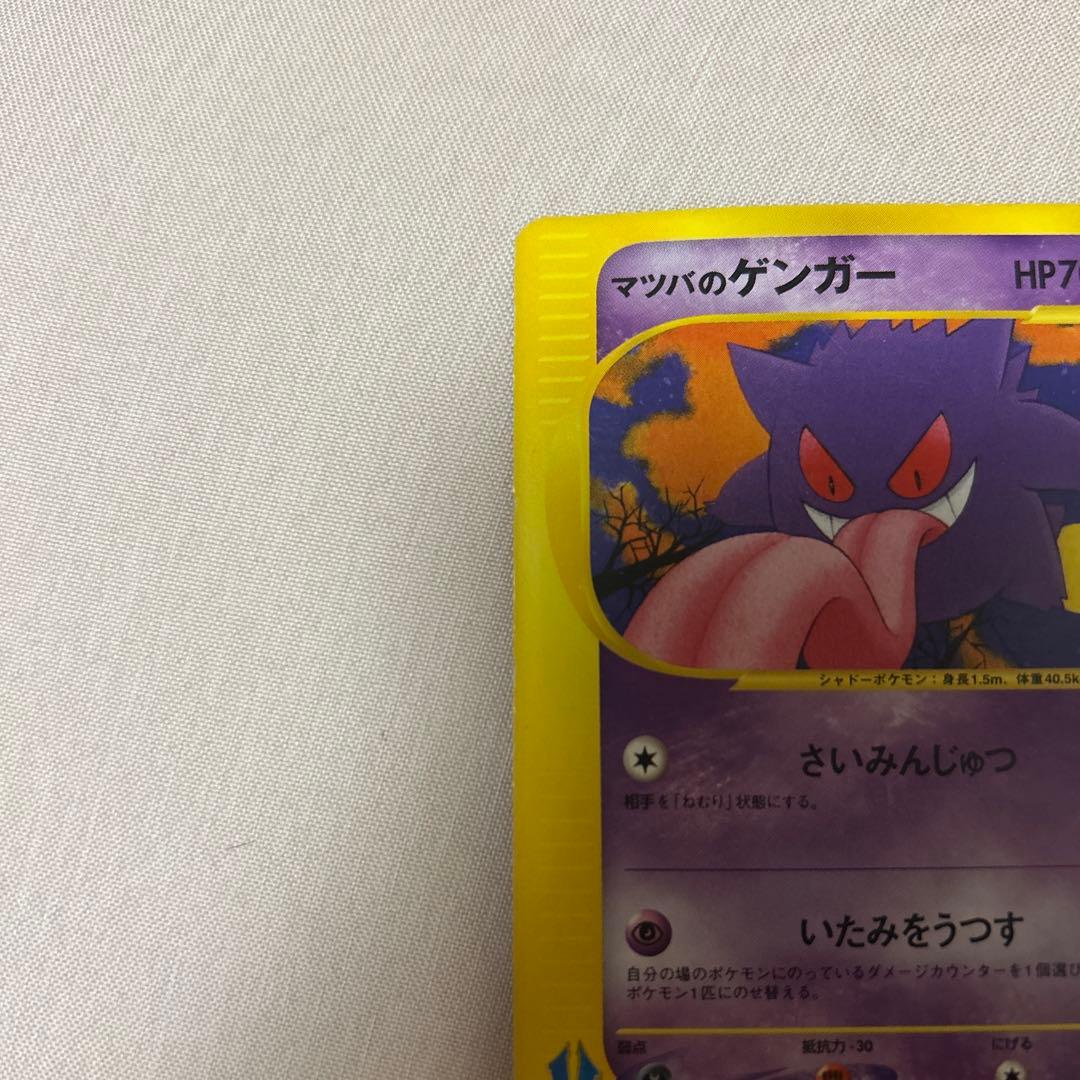 マツバのゲンガー HP7
シャドーポケモン：身長1.5m、体重40.5k
さいみんじゅつ
相手を「ねむり」状態にする。
いたみをうつす
自分の場のポケモンにのっているダメージカウンターを1個選び
ポケモン1匹にのせ替える。
弱点 抵抗力 -30 にげる